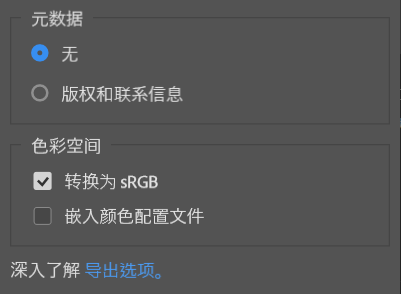 元数据
无
版权和联系信息
色彩空间
转换为 sRGB
嵌入颜色配置文件
深入了解 导出选项。